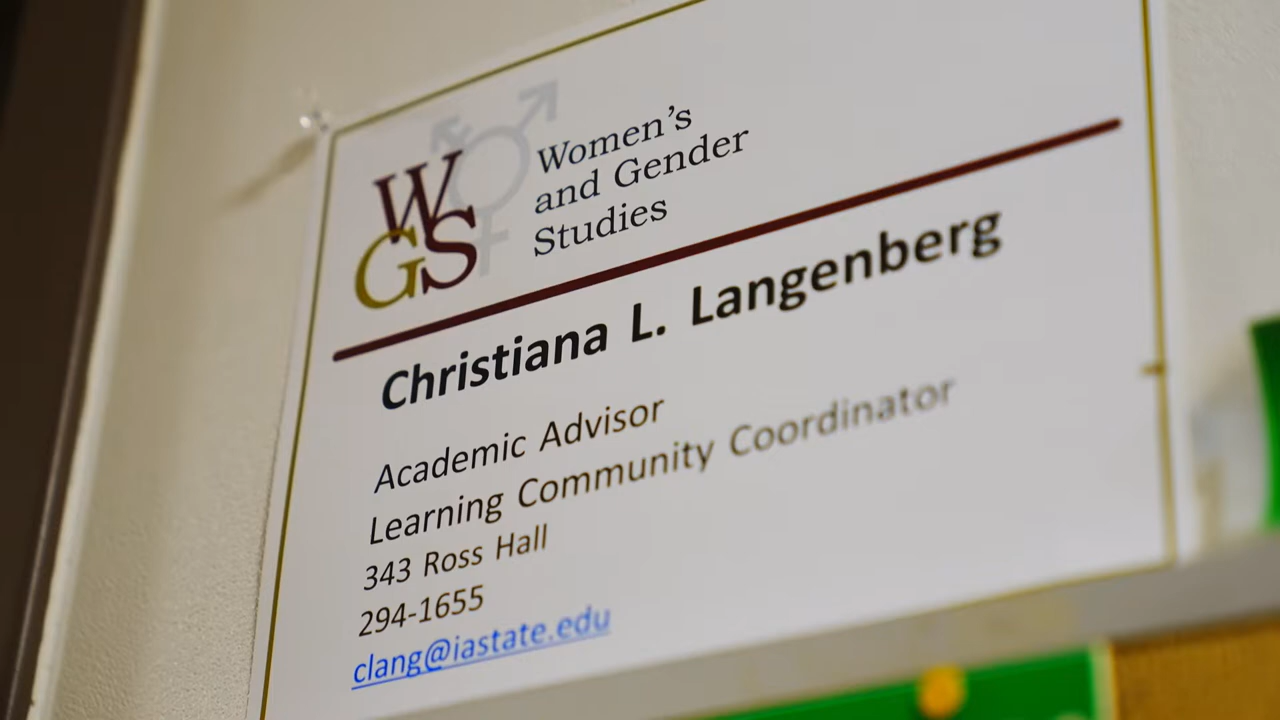 WGS
Women's
and Gender
Studies
Christiana L. Langenberg
Academic Advisor
Learning Community Coordinator
343 Ross Hall
294-1655
clang@iastate.edu